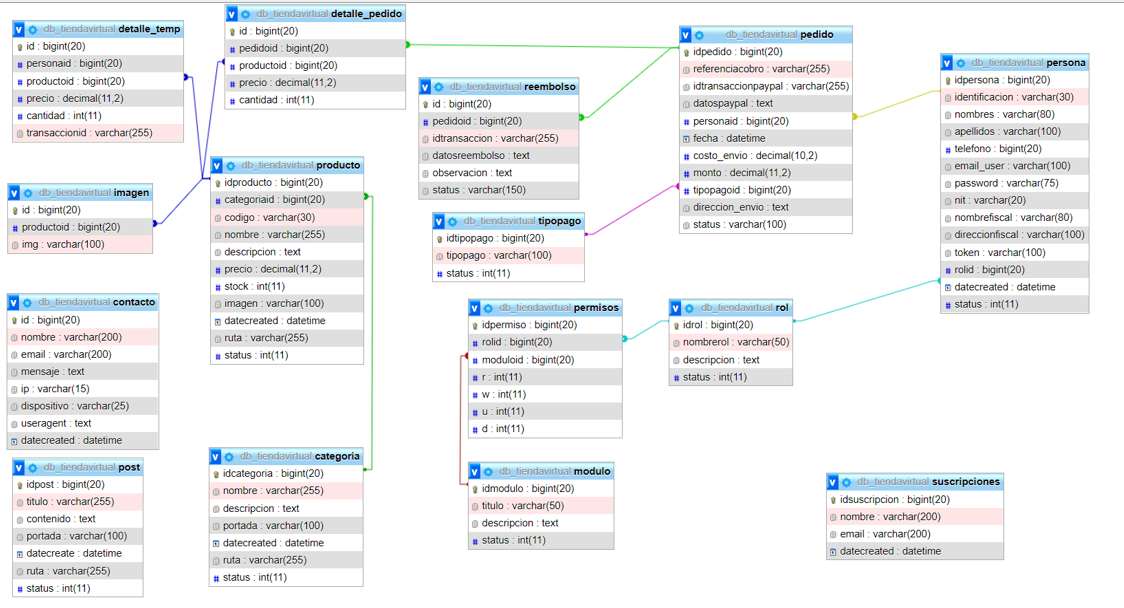 db_tiendavirtual detalle_temp
id : bigint(20)
personaid : bigint(20)
productoid : bigint(20)
precio : decimal(11,2)
cantidad : int(11)
transaccionid : varchar(255)
db_tiendavirtual detalle_pedido
id : bigint(20)
pedidoid : bigint(20)
productoid : bigint(20)
precio : decimal(11,2)
cantidad : int(11)
db_tiendavirtual reembolso
id : bigint(20)
pedidoid : bigint(20)
idtransaccion : varchar(255)
datosreembolso : text
observacion : text
status : varchar(150)
db_tiendavirtual pedido
idpedido : bigint(20)
referenciacobro : varchar(255)
idtransaccionpaypal : varchar(255)
datospaypal : text
personaid : bigint(20)
fecha : datetime
costo_envio : decimal(10,2)
monto : decimal(11,2)
tipopagoid : bigint(20)
direccion_envio : text
status : varchar(100)
db_tiendavirtual persona
idpersona : bigint(20)
identificacion : varchar(30)
nombres : varchar(80)
apellidos : varchar(100)
telefono : bigint(20)
email_user : varchar(100)
password : varchar(75)
nit : varchar(20)
nombrefiscal : varchar(80)
direccionfiscal : varchar(100)
token : varchar(100)
rolid : bigint(20)
datecreated : datetime
status : int(11)
db_tiendavirtual imagen
id : bigint(20)
productoid : bigint(20)
img : varchar(100)
db_tiendavirtual producto
idproducto : bigint(20)
categoriaid : bigint(20)
codigo : varchar(30)
nombre : varchar(255)
descripcion : text
precio : decimal(11,2)
stock : int(11)
imagen : varchar(100)
datecreated : datetime
ruta : varchar(255)
status : int(11)
db_tiendavirtual tipopago
idtipopago : bigint(20)
tipopago : varchar(100)
status : int(11)
db_tiendavirtual contacto
id : bigint(20)
nombre : varchar(200)
email : varchar(200)
mensaje : text
ip : varchar(15)
dispositivo : varchar(25)
useragent : text
datecreated : datetime
db_tiendavirtual permisos
idpermiso : bigint(20)
rolid : bigint(20)
moduloid : bigint(20)
r : int(11)
w : int(11)
u : int(11)
d : int(11)
db_tiendavirtual rol
idrol : bigint(20)
nombrerol : varchar(50)
descripcion : text
status : int(11)
db_tiendavirtual post
idpost : bigint(20)
titulo : varchar(255)
contenido : text
portada : varchar(100)
datecreate : datetime
ruta : varchar(255)
status : int(11)
db_tiendavirtual categoria
idcategoria : bigint(20)
nombre : varchar(255)
descripcion : text
portada : varchar(100)
datecreated : datetime
ruta : varchar(255)
status : int(11)
db_tiendavirtual modulo
idmodulo : bigint(20)
titulo : varchar(50)
descripcion : text
status : int(11)
db_tiendavirtual suscripciones
idsuscripcion : bigint(20)
nombre : varchar(200)
email : varchar(200)
datecreated : datetime